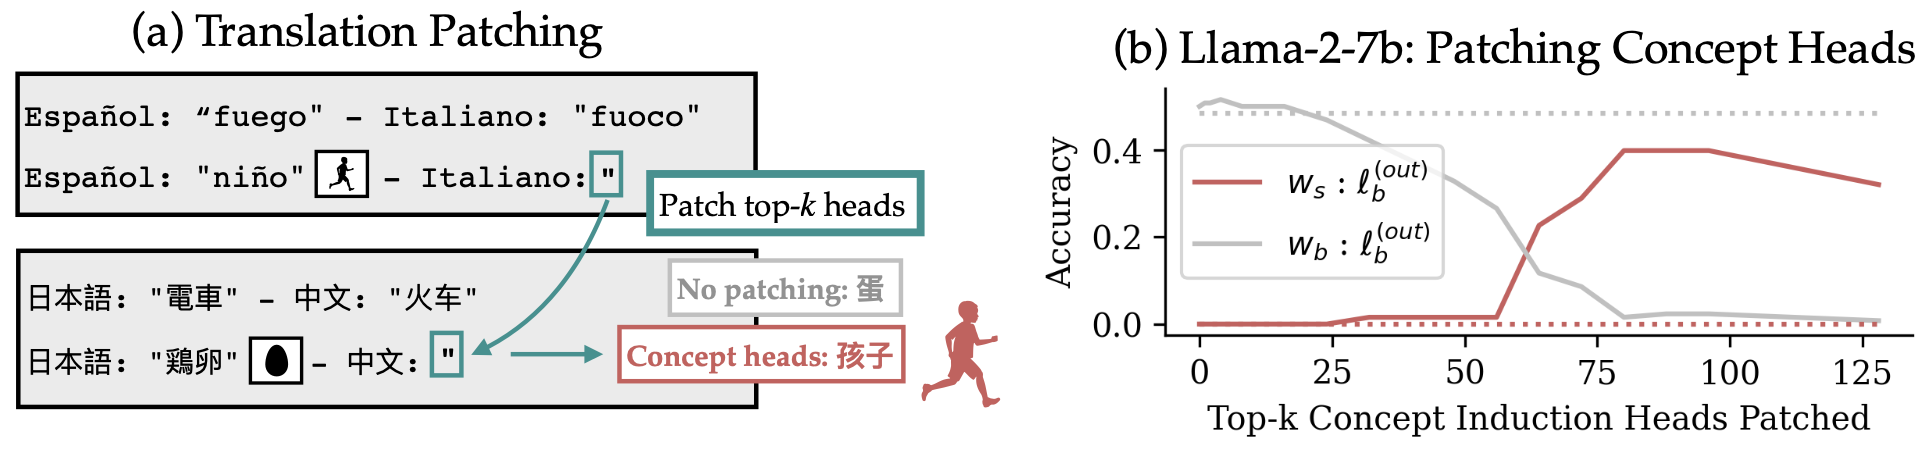 (a) Translation Patching
Español: “fuego" - Italiano: "fuoco"
Español: "niño" - Italiano: "
Patch top-k heads
日本語: "電車" - 中文: "火车"
日本語: "鶏卵" - 中文: "
No patching: 蛋
Concept heads: 孩子
(b) Llama-2-7b: Patching Concept Heads
Accuracy
0.4
0.2
0.0
w_s : ℓ_b^(out)
w_b : ℓ_b^(out)
0 25 50 75 100 125
Top-k Concept Induction Heads Patched